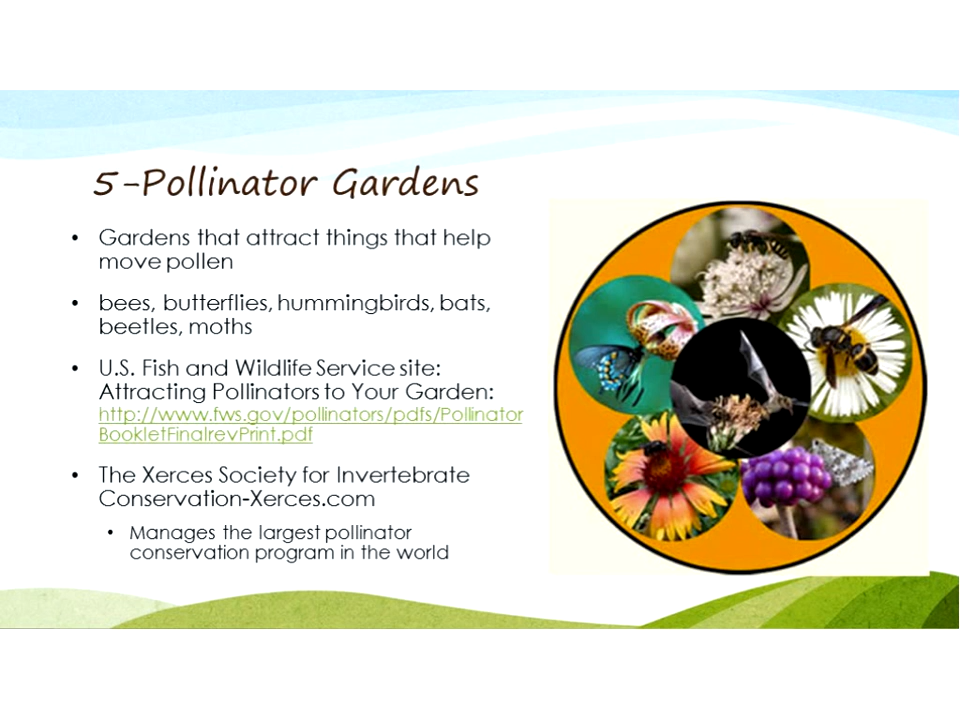 5-Pollinator Gardens
• Gardens that attract things that help
move pollen
• bees, butterflies, hummingbirds, bats,
beetles, moths
• U.S. Fish and Wildlife Service site:
Attracting Pollinators to Your Garden:
http://www.fws.gov/pollinators/pdfs/Pollinator
BookletFinalrevPrint.pdf
• The Xerces Society for Invertebrate
Conservation-Xerces.com
• Manages the largest pollinator
conservation program in the world